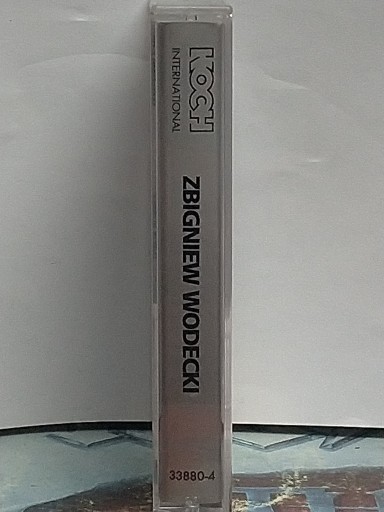 KOCH
INTERNATIONAL
ZBIGNIEW WODECKI
33880-4